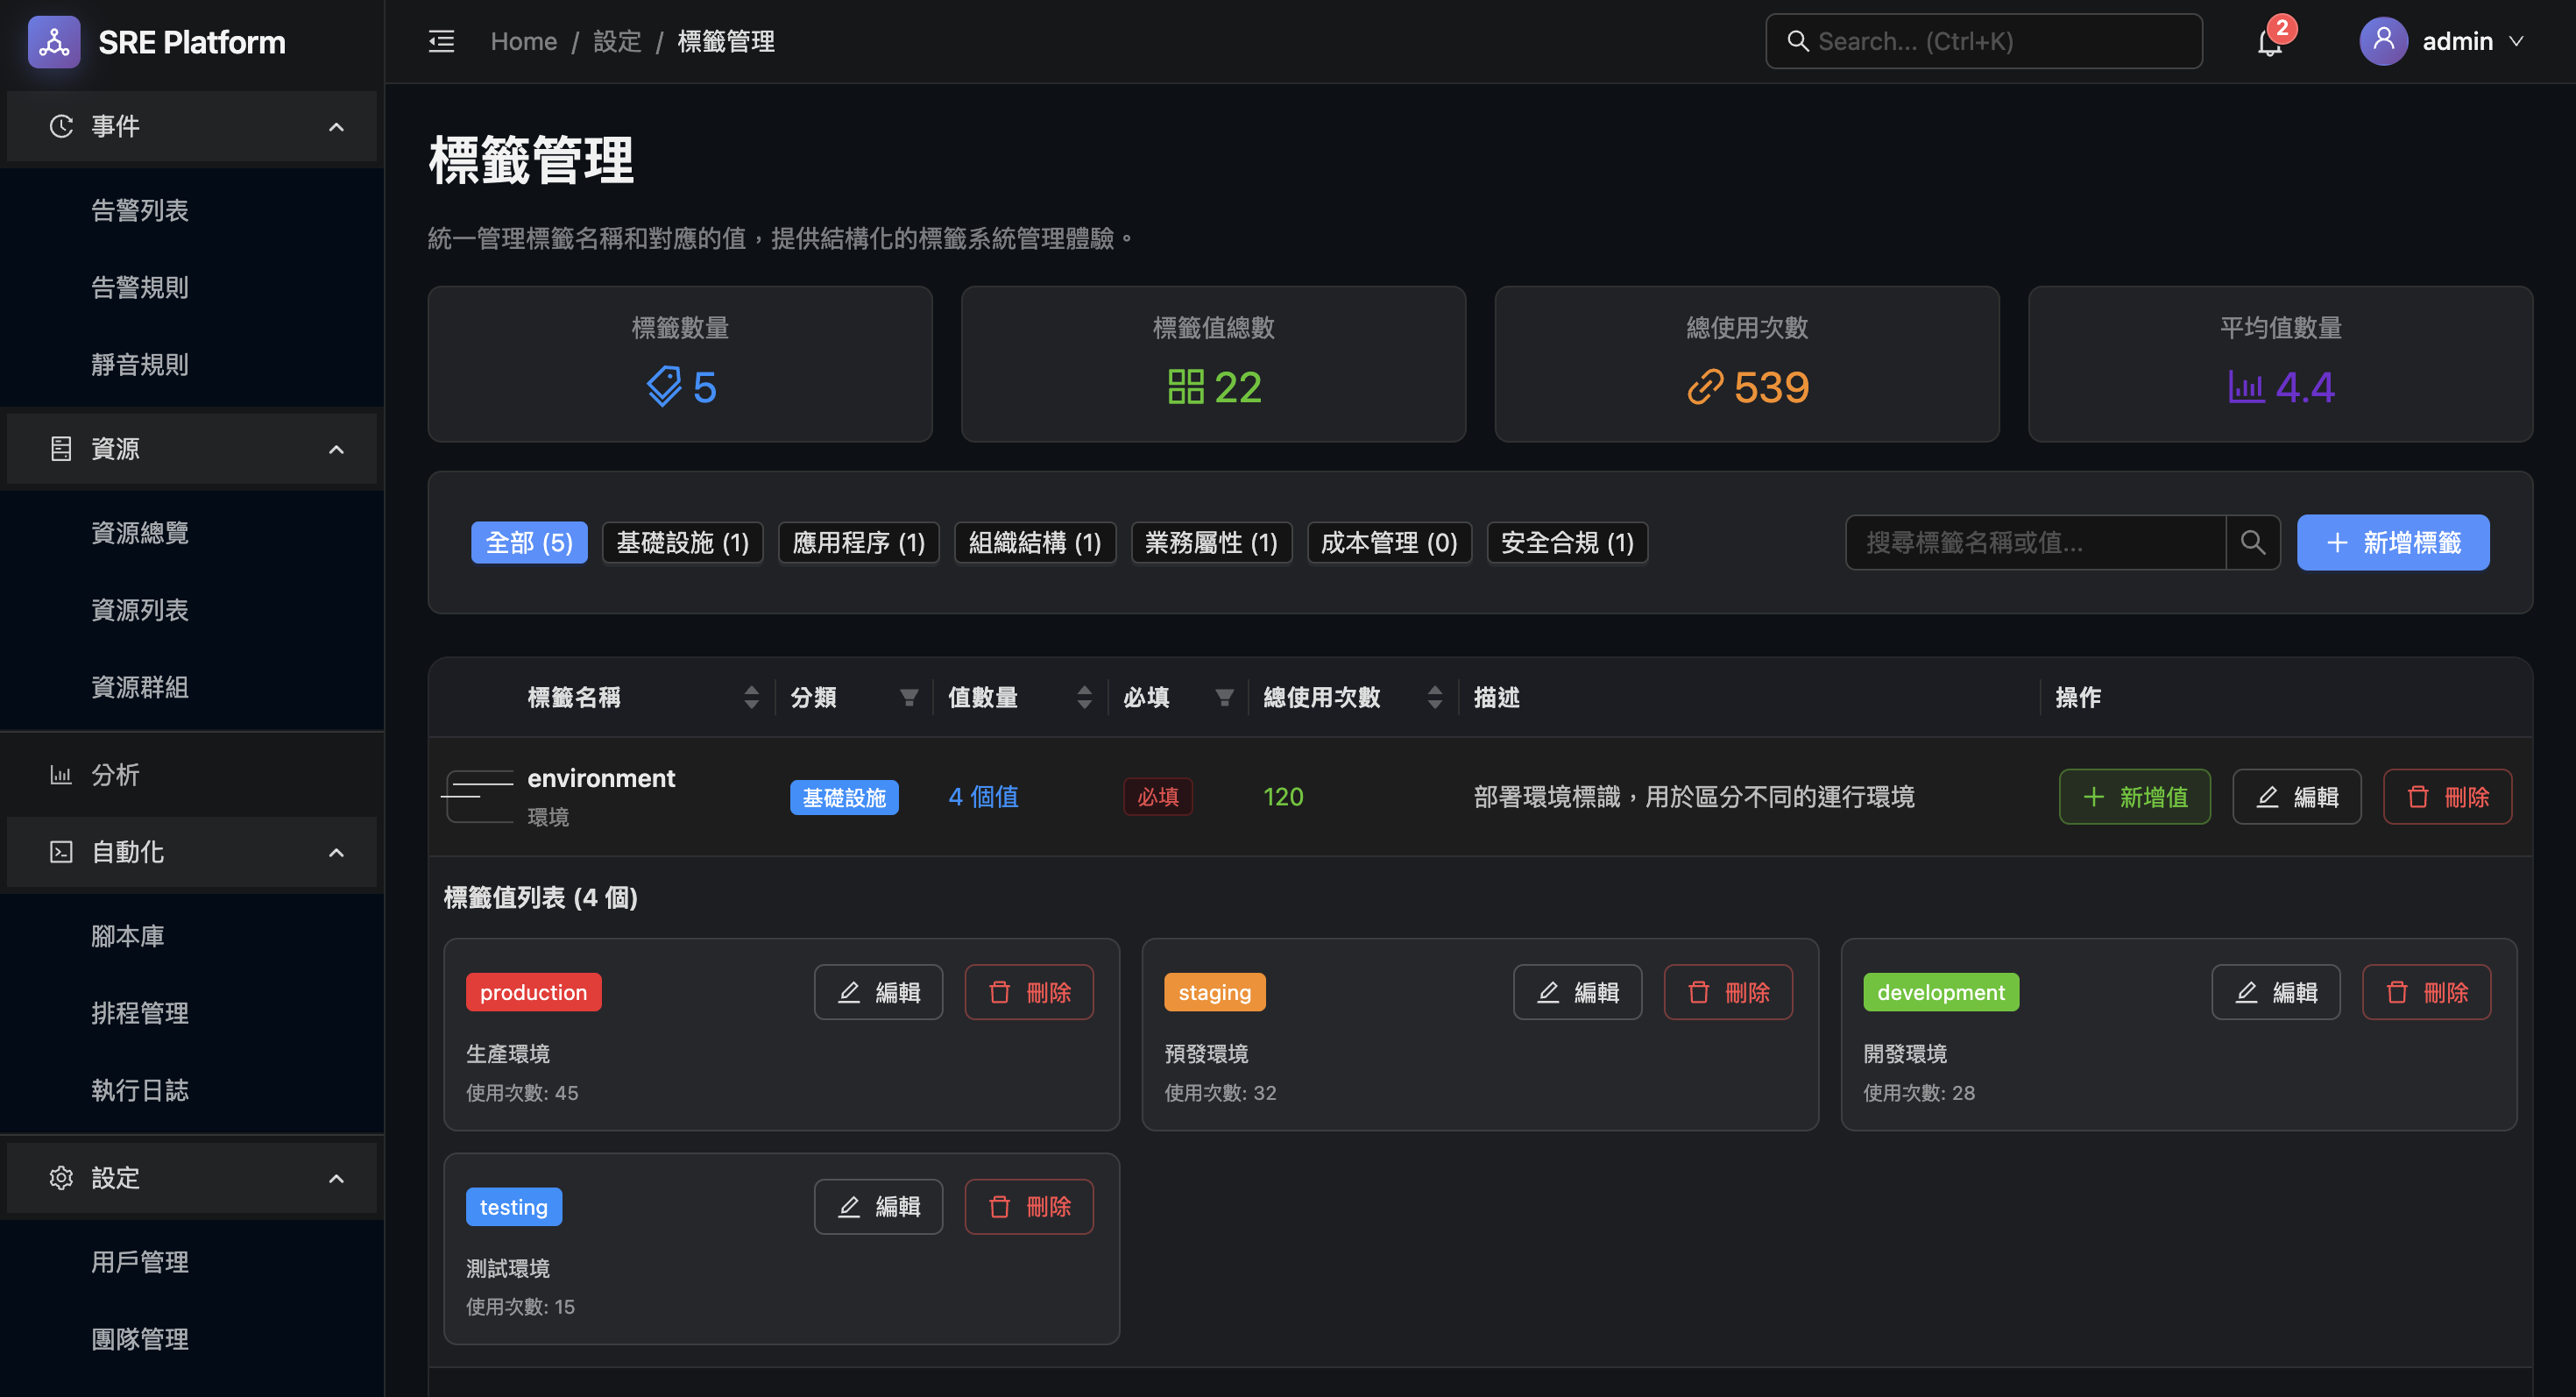 SRE Platform
Home / 設定 / 標籤管理
Search... (Ctrl+K)
2
admin
事件
告警列表
告警規則
靜音規則
資源
資源總覽
資源列表
資源群組
分析
自動化
腳本庫
排程管理
執行日誌
設定
用戶管理
團隊管理
標籤管理
統一管理標籤名稱和對應的值，提供結構化的標籤系統管理體驗。
標籤數量
5
標籤值總數
22
總使用次數
539
平均值數量
4.4
全部 (5) 基礎設施 (1) 應用程序 (1) 組織結構 (1) 業務屬性 (1) 成本管理 (0) 安全合規 (1)
搜尋標籤名稱或值... 新增標籤
標籤名稱 分類 值數量 必填 總使用次數 描述 操作
environment
環境
基礎設施 4 個值 必填 120 部署環境標識，用於區分不同的運行環境 新增值 編輯 刪除
標籤值列表 (4 個)
production 編輯 刪除
生產環境
使用次數: 45
staging 編輯 刪除
預發環境
使用次數: 32
development 編輯 刪除
開發環境
使用次數: 28
testing 編輯 刪除
測試環境
使用次數: 15